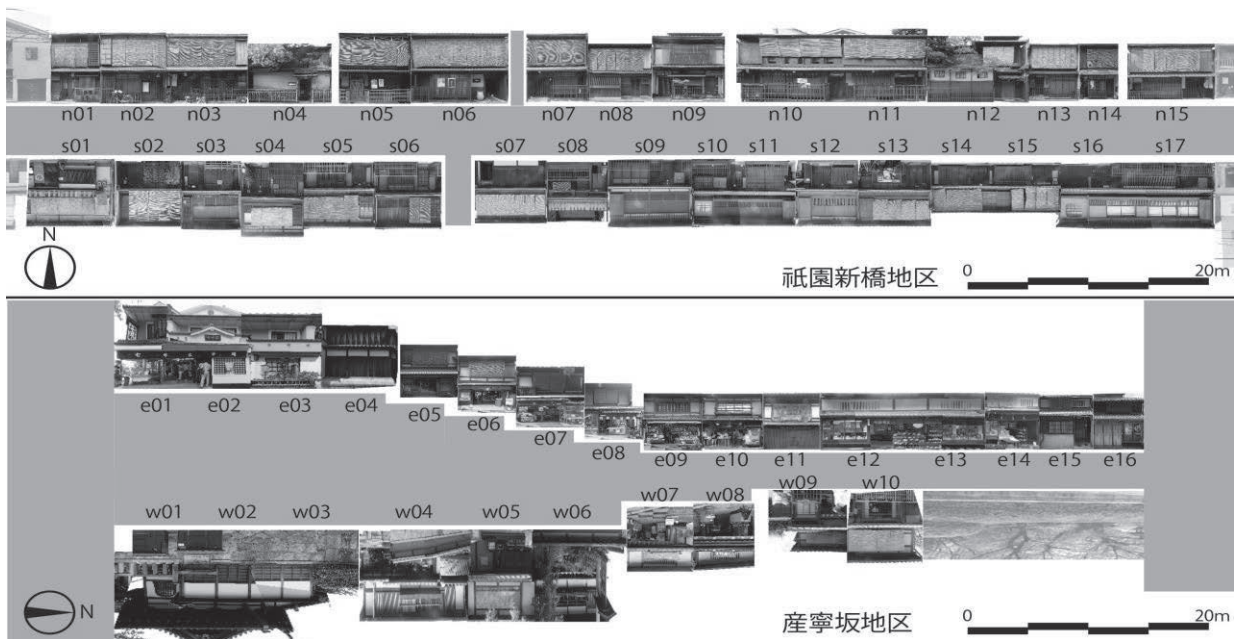 n01 n02 n03 n04 n05 n06 n07 n08 n09 n10 n11 n12 n13 n14 n15
s01 s02 s03 s04 s05 s06 s07 s08 s09 s10 s11 s12 s13 s14 s15 s16 s17
N
祇園新橋地区
0 20m
e01 e02 e03 e04 e05 e06 e07 e08 e09 e10 e11 e12 e13 e14 e15 e16
w01 w02 w03 w04 w05 w06 w07 w08 w09 w10
N
産寧坂地区
0 20m